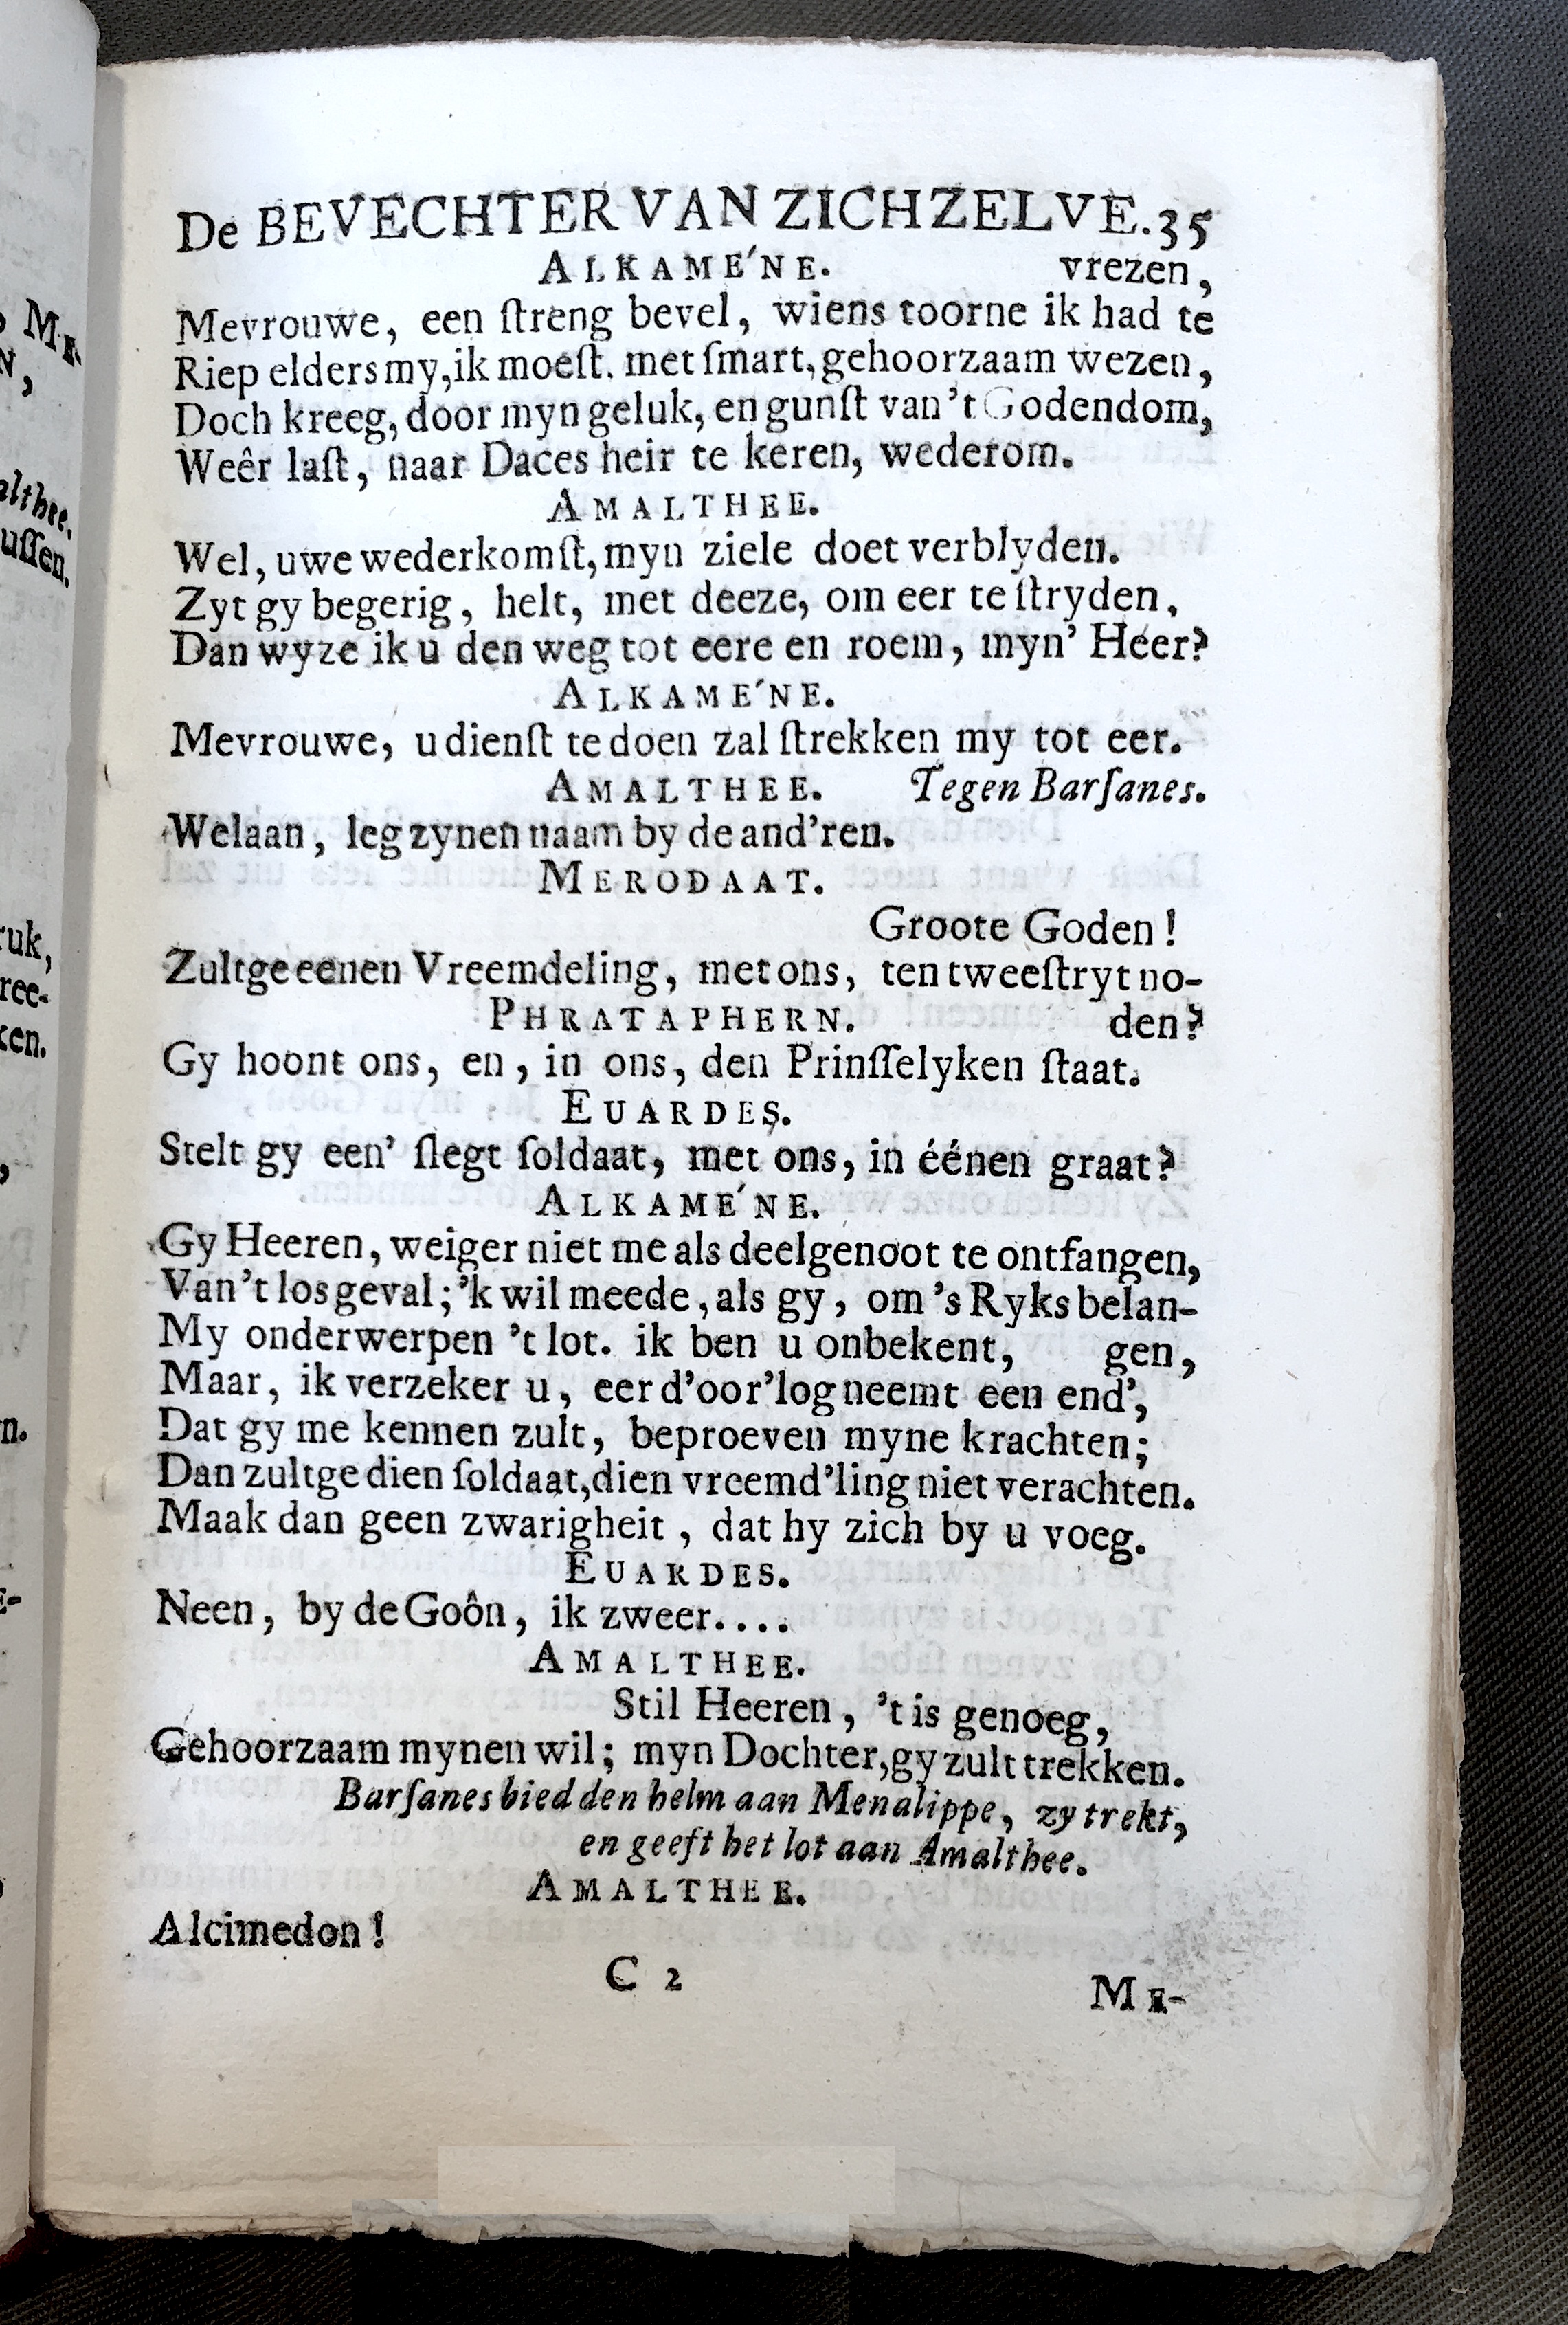 De BEVECHTER VAN ZICHZELVE. 35
ALKAME´NE. vrezen,
Mevrouwe, een ſtreng bevel, wiens toorne ik had te
Riep elders my, ik moeſt. met ſmart, gehoorzaam wezen,
Doch kreeg, door myn geluk, en gunſt van 't Godendom,
Weêr laſt, naar Daces heir te keren, wederom.
AMALTHEE.
Wel, uwe wederkomſt, myn ziele doet verblyden.
Zyt gy begerig, helt, met deeze, om eer te ſtryden,
Dan wyze ik u den weg tot eere en roem, myn' Heer?
ALKAME´NE.
Mevrouwe, u dienſt te doen zal ſtrekken my tot eer.
AMALTHEE. Tegen Barſanes.
Welaan, leg zynen naam by de and'ren.
MERODAAT.
Groote Goden!
Zultge eenen Vreemdeling, met ons, ten tweeſtryt no-
PHRATAPHERN. den?
Gy hoont ons, en, in ons, den Prinſſelyken ſtaat.
EUARDES.
Stelt gy een' ſlegt ſoldaat, met ons, in éénen graat?
ALKAME´NE.
Gy Heeren, weiger niet me als deelgenoot te ontfangen,
Van 't los geval; 'k wil meede, als gy, om 's Ryks belan-
My onderwerpen 't lot. ik ben u onbekent, gen,
Maar, ik verzeker u, eer d'oor'log neemt een end',
Dat gy me kennen zult, beproeven myne krachten;
Dan zultge dien ſoldaat, dien vreemd'ling niet verachten.
Maak dan geen zwarigheit, dat hy zich by u voeg.
EUARDES.
Neen, by de Goôn, ik zweer....
AMALTHEE.
Stil Heeren, 't is genoeg,
Gehoorzaam mynen wil; myn Dochter, gy zult trekken.
Barſanes bied den helm aan Menalippe, zy trekt,
en geeft het lot aan Amalthee.
AMALTHEE.
Alcimedon!
C 2
ME-